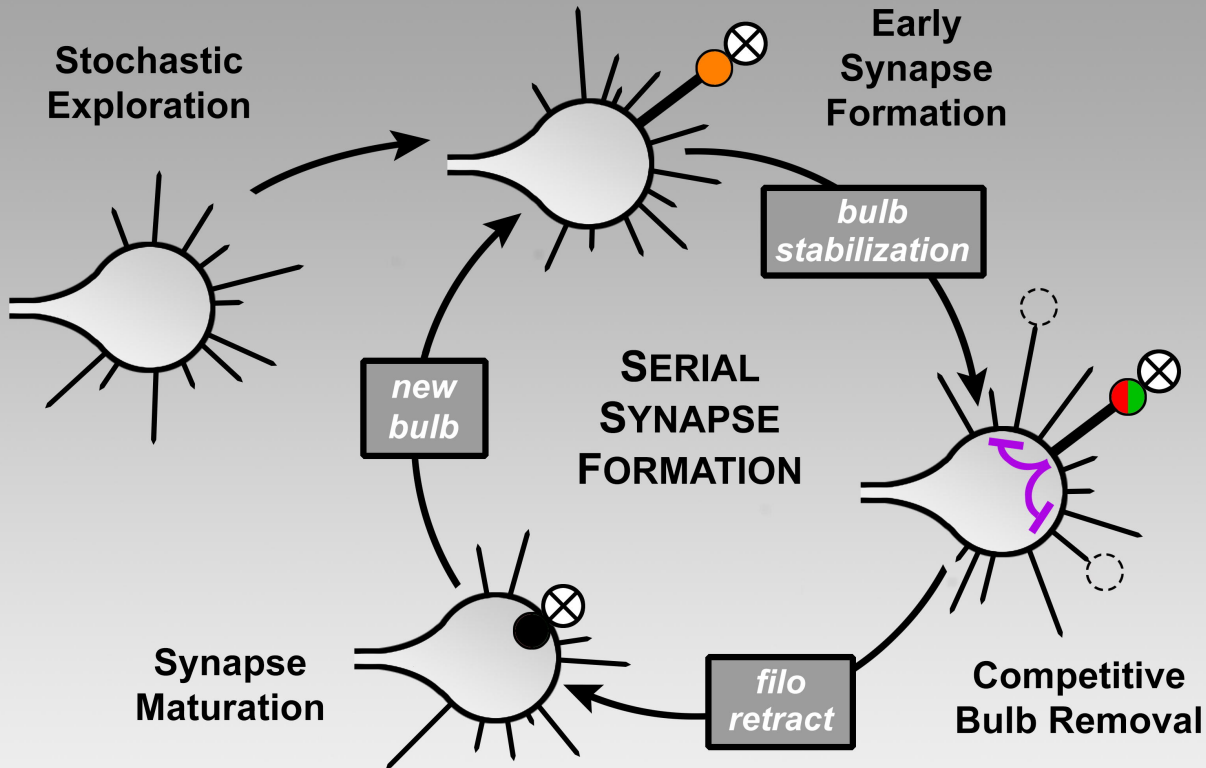 Stochastic
Exploration
Early
Synapse
Formation
bulb
stabilization
SERIAL
SYNAPSE
FORMATION
new
bulb
Synapse
Maturation
filo
retract
Competitive
Bulb Removal